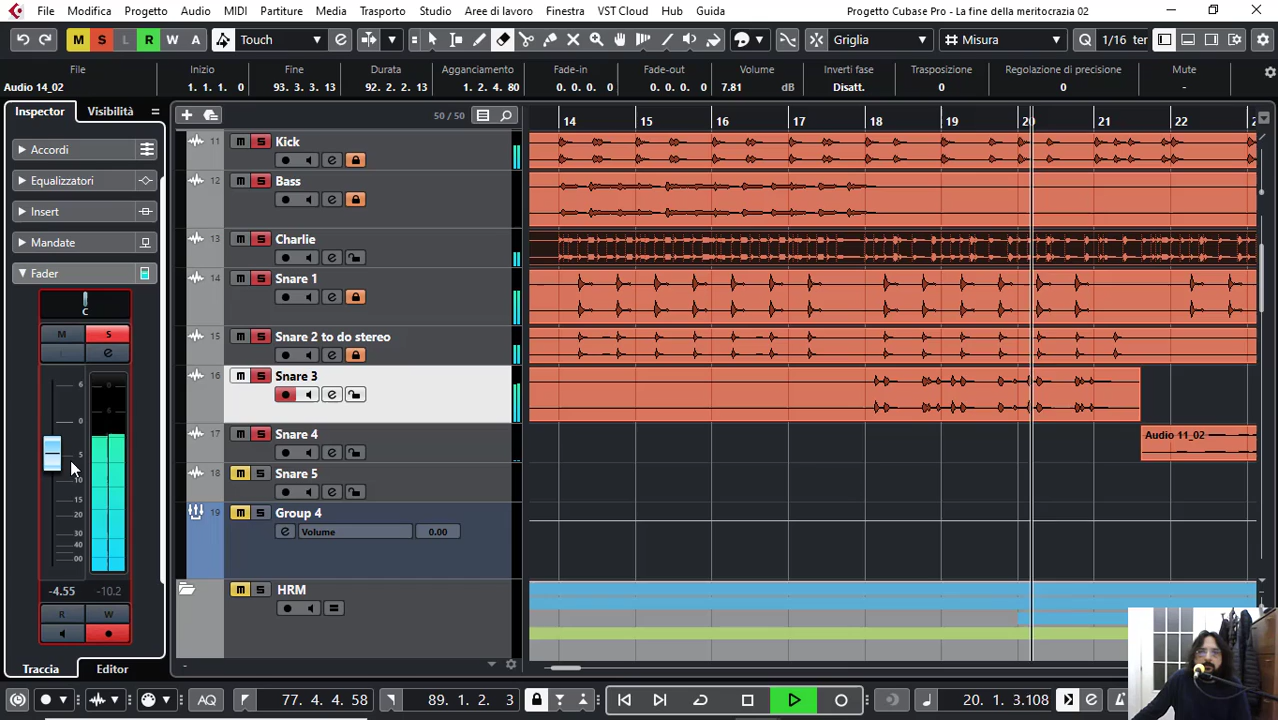 File Modifica Progetto Audio MIDI Partiture Media Trasporto Studio Aree di lavoro Finestra VST Cloud Hub Guida Progetto Cubase Pro - La fine della meritocrazia 02
M S L R W A Touch Griglia Misura Q 1/16 ter
File Inizio Fine Durata Agganciamento Fade-in Fade-out Volume Inverti fase Trasposizione Regolazione di precisione Mute
Audio 14_02 1. 1. 1. 0 93. 3. 3. 13 92. 2. 2. 13 1. 2. 4. 80 0. 0. 0. 0 0. 0. 0. 0 7.81 dB Disatt. 0 0 -
Inspector Visibilità 50 / 50 14 15 16 17 18 19 20 21 22 2
Accordi
Equalizzatori
Insert
Mandate
Fader
C
M S
L e
6
0
5
10
15
20
30
40
00
-4.55 -10.2
R W
Traccia Editor
11 m S Kick
e
12 m S Bass
e
13 m S Charlie
e
14 m S Snare 1
e
15 m S Snare 2 to do stereo
e
16 m S Snare 3
e
17 m S Snare 4
e
Audio 11_02
18 m S Snare 5
e
19 m S Group 4
e Volume 0.00
m S HRM
-
AQ 77. 4. 4. 58 89. 1. 2. 3 20. 1. 3.108